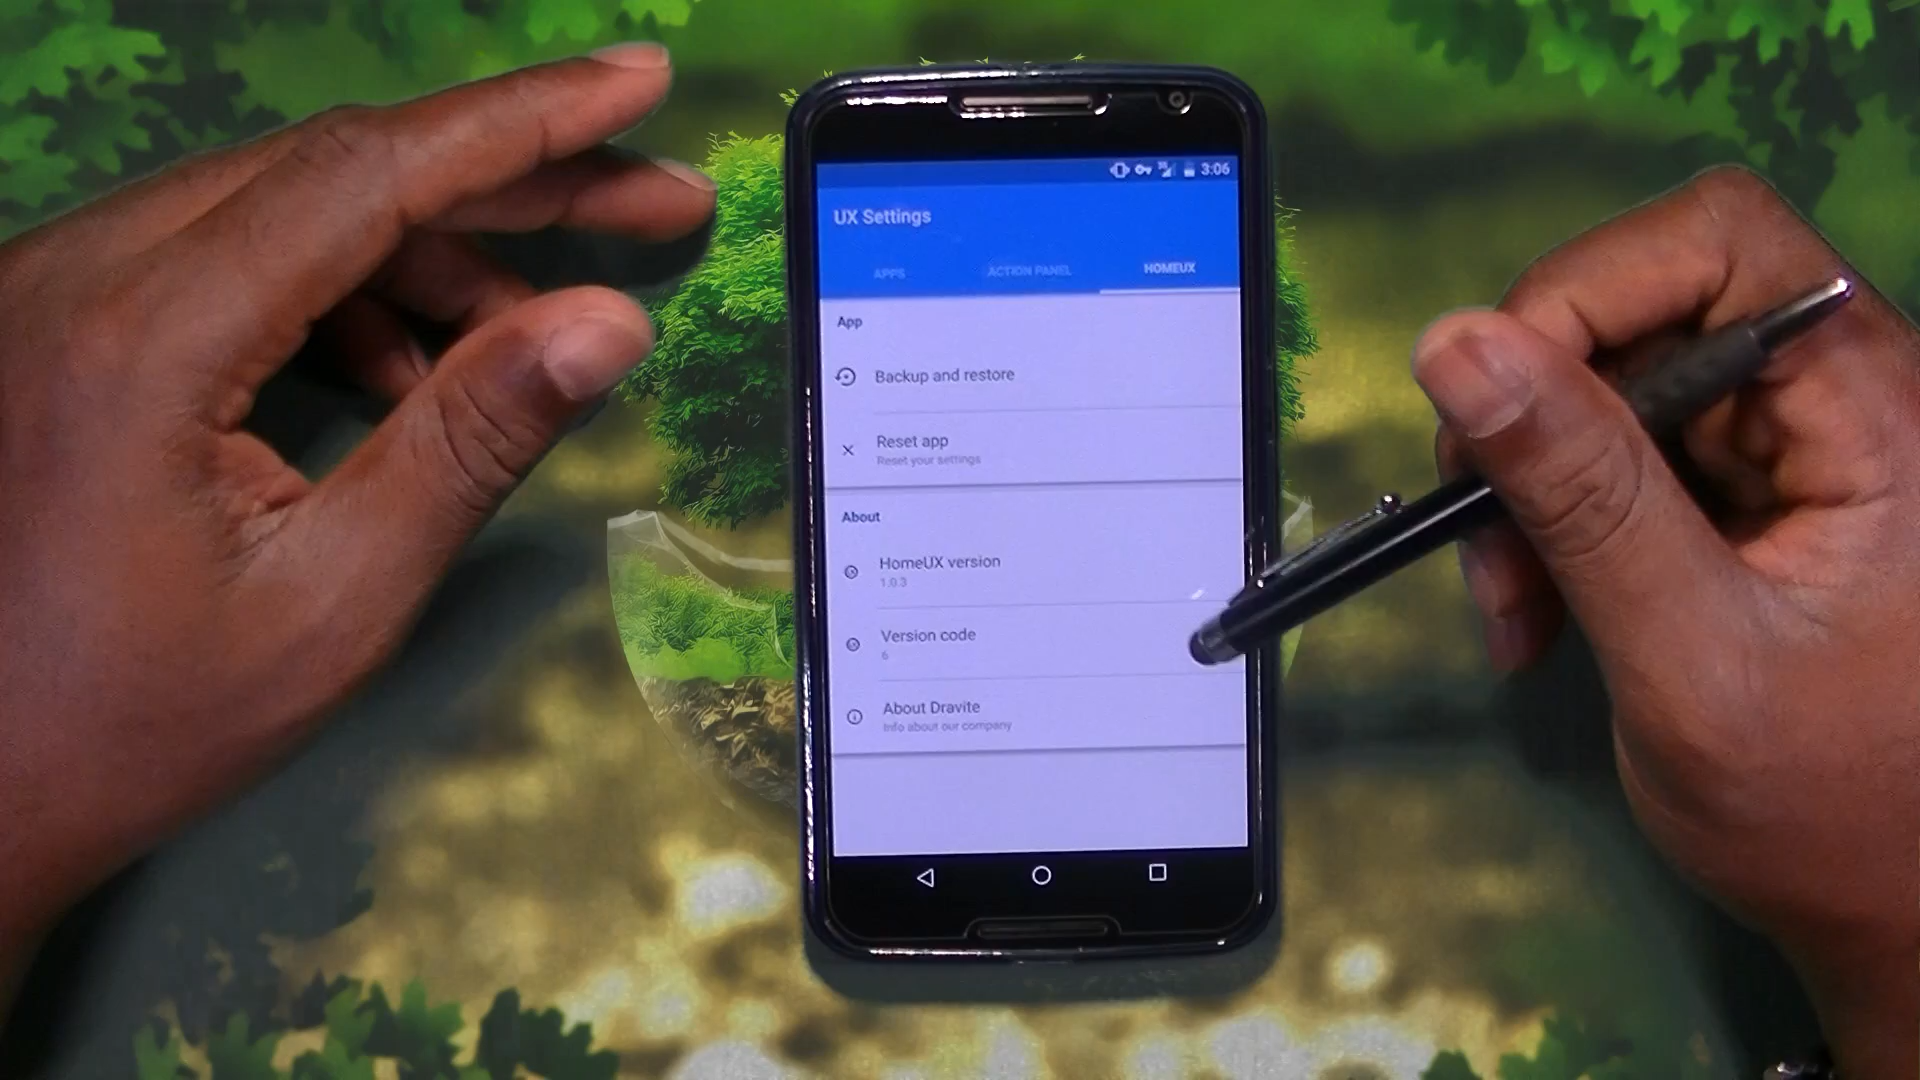 3:06
UX Settings
APPS ACTION PANEL HOMEUX
App
Backup and restore
Reset app
Reset your settings
About
HomeUX version
1.0.3
Version code
6
About Dravite
Info about our company